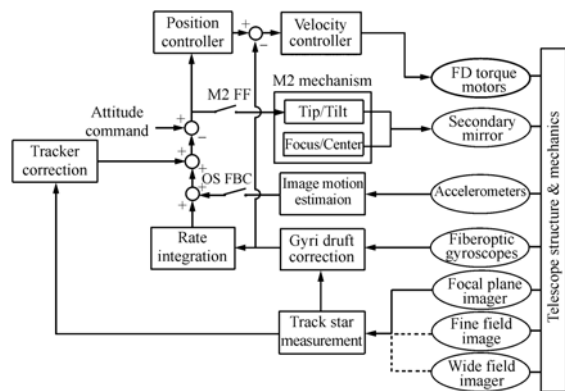 Position
controller
Velocity
controller
FD torque
motors
M2 mechanism
M2 FF
Tip/Tilt
Focus/Center
Secondary
mirror
Attitude
command
Tracker
correction
OS FBC
Image motion
estimaion
Accelerometers
Rate
integration
Gyri druft
correction
Fiberoptic
gyroscopes
Focal plane
imager
Track star
measurement
Fine field
image
Wide field
imager
Telescope structure & mechanics
+
−
+
−
+
+
+
+